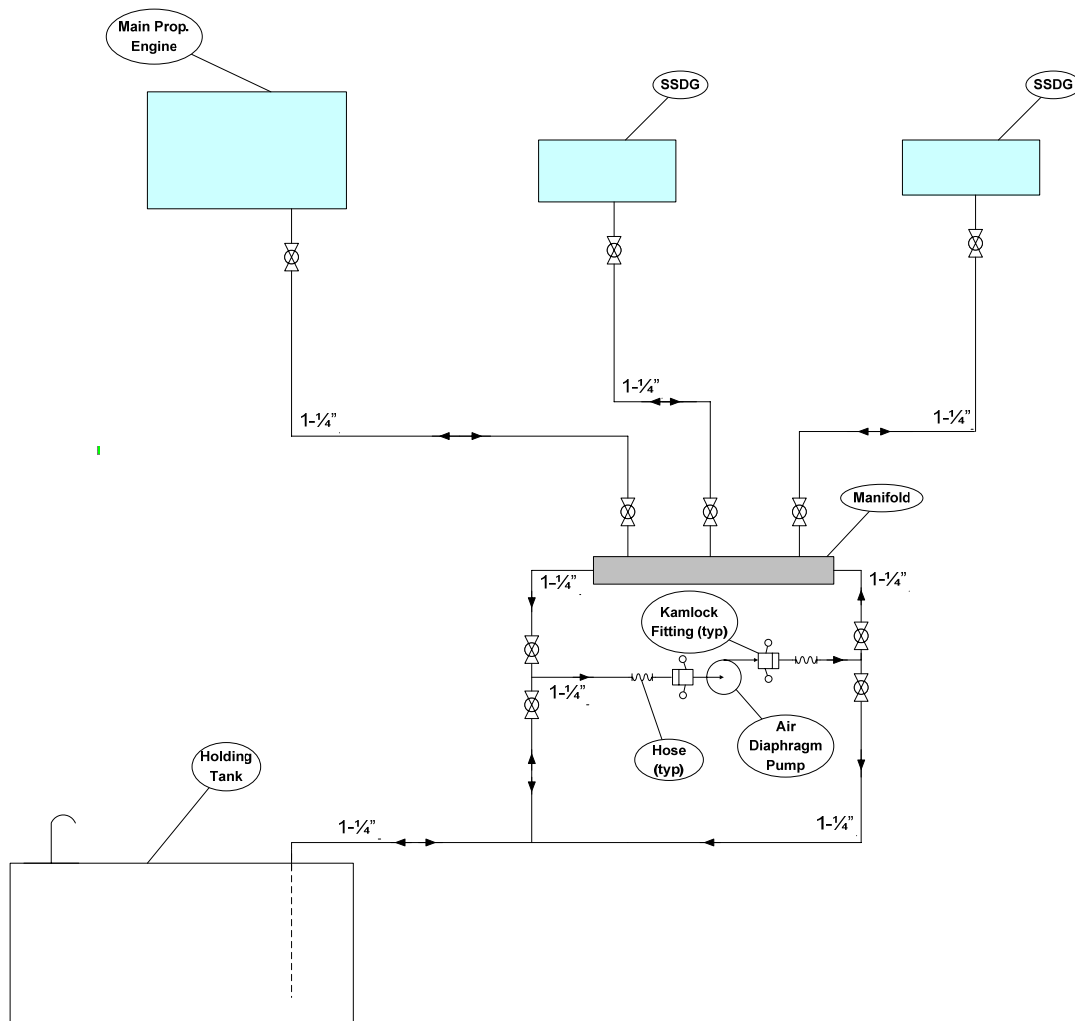 Main Prop.
Engine
SSDG
SSDG
1-¼"
1-¼"
1-¼"
Manifold
1-¼"
1-¼"
Kamlock
Fitting (typ)
1-¼"
Air
Diaphragm
Pump
Hose
(typ)
Holding
Tank
1-¼"
1-¼"